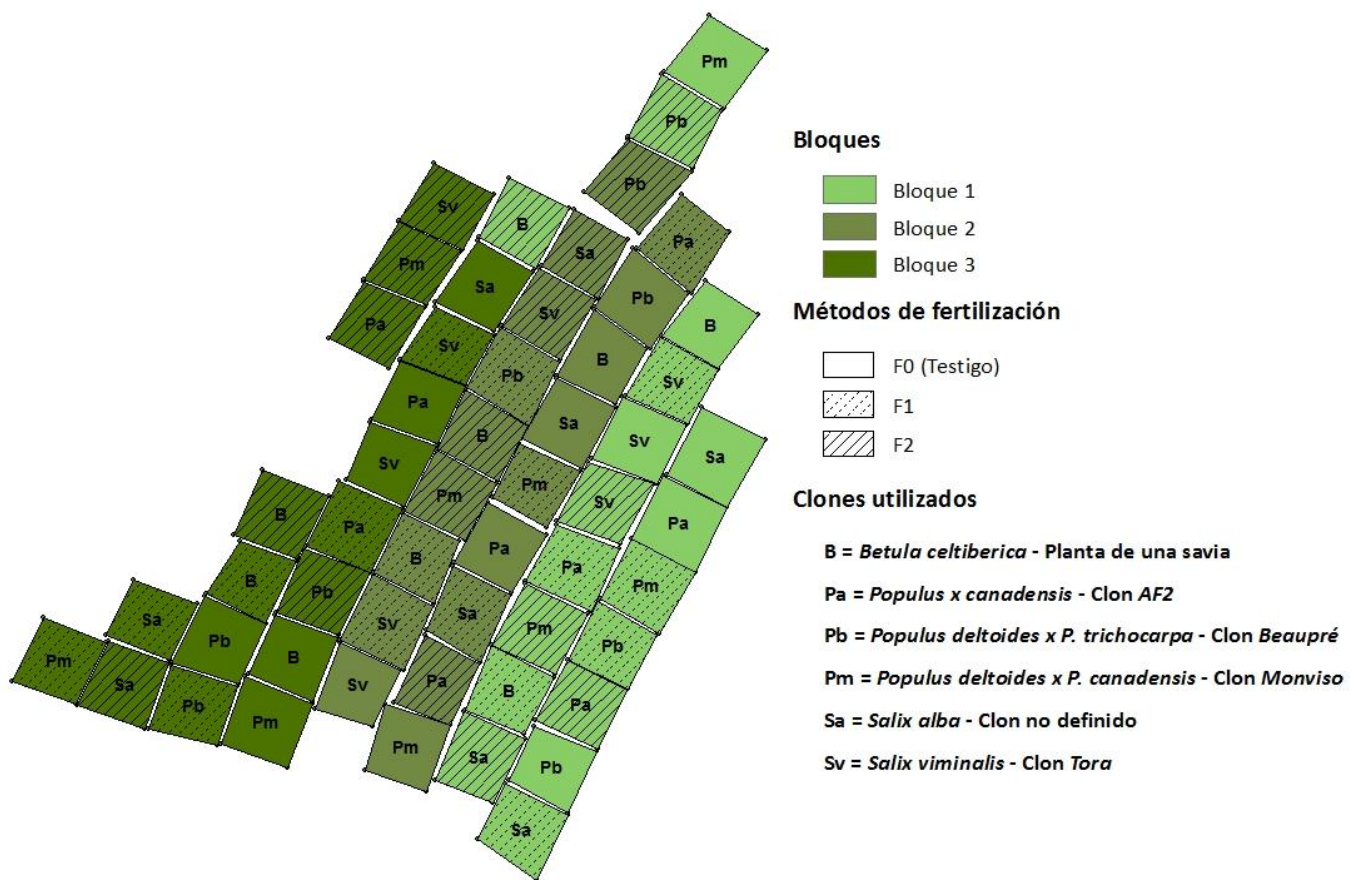 Pm
Pb
Pb
Sv
B
Sa
Pa
Pm
Sa
Sv
Pb
Pa
Sv
Pb
B
B
Pa
B
Sa
Sv
Sv
Pm
Pm
Sv
Sa
B
Pa
B
Pa
Sv
Pa
B
Pb
Sa
Pa
Pm
Sa
Pb
B
Sv
Pm
Pb
Pm
Sa
Pb
Pm
Sv
Pa
B
Pa
Pm
Sa
Pb
Sa
Bloques
Bloque 1
Bloque 2
Bloque 3
Métodos de fertilización
F0 (Testigo)
F1
F2
Clones utilizados
B = Betula celtiberica - Planta de una savia
Pa = Populus x canadensis - Clon AF2
Pb = Populus deltoides x P. trichocarpa - Clon Beaupré
Pm = Populus deltoides x P. canadensis - Clon Monviso
Sa = Salix alba - Clon no definido
Sv = Salix viminalis - Clon Tora